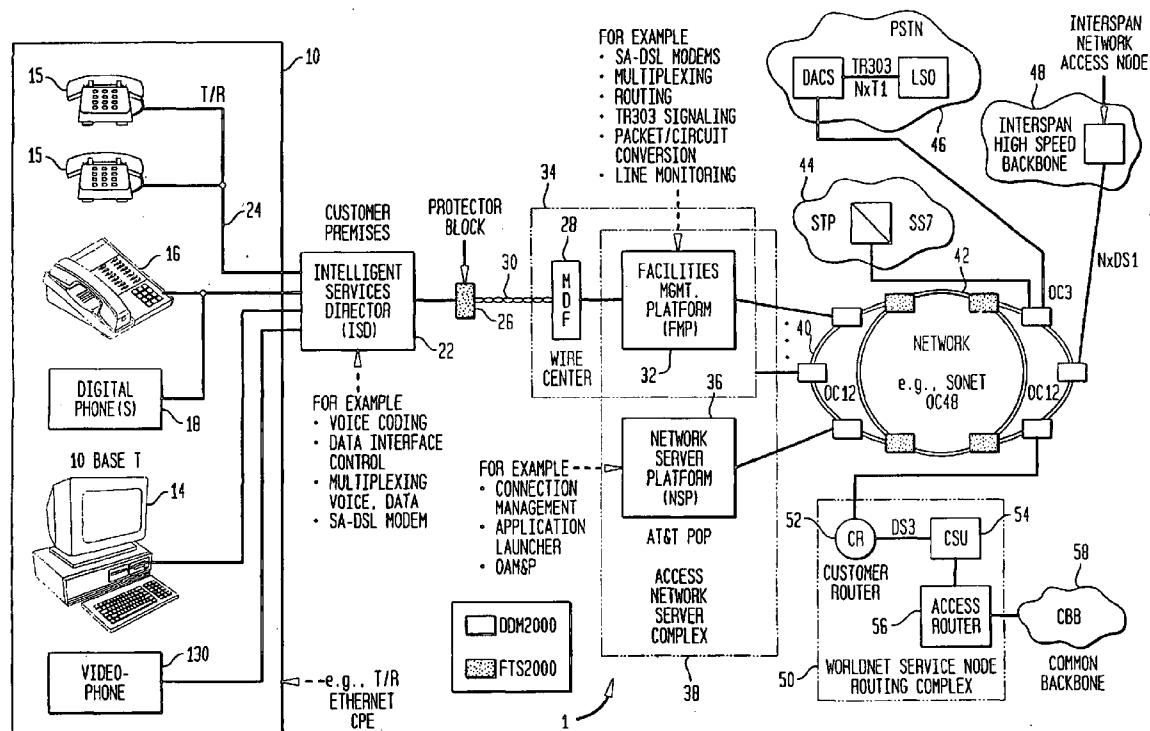 15
10
T/R
15
24
16
DIGITAL
PHONE(S)
18
10 BASE T
14
VIDEO-
PHONE
130
e.g., T/R
ETHERNET
CPE
CUSTOMER
PREMISES
INTELLIGENT
SERVICES
DIRECTOR
(ISD)
22
FOR EXAMPLE
• VOICE CODING
• DATA INTERFACE
CONTROL
• MULTIPLEXING
VOICE, DATA
• SA-DSL MODEM
PROTECTOR
BLOCK
26
30
34
28
MDF
WIRE
CENTER
FOR EXAMPLE
• SA-DSL MODEMS
• MULTIPLEXING
• ROUTING
• TR303 SIGNALING
• PACKET/CIRCUIT
CONVERSION
• LINE MONITORING
FACILITIES
MGMT.
PLATFORM
(FMP)
32
36
NETWORK
SERVER
PLATFORM
(NSP)
FOR EXAMPLE
• CONNECTION
MANAGEMENT
• APPLICATION
LAUNCHER
• OAM&P
AT&T POP
ACCESS
NETWORK
SERVER
COMPLEX
38
DDM2000
FTS2000
1
PSTN
DACS
TR303
NxT1
LSO
46
INTERSPAN
NETWORK
ACCESS NODE
48
INTERSPAN
HIGH SPEED
BACKBONE
44
STP
SS7
NxDS1
42
OC3
40
NETWORK
e.g., SONET
OC48
OC12
OC12
52
CR
DS3
CSU
54
CUSTOMER
ROUTER
56
ACCESS
ROUTER
58
CBB
COMMON
BACKBONE
50
WORLDNET SERVICE NODE
ROUTING COMPLEX